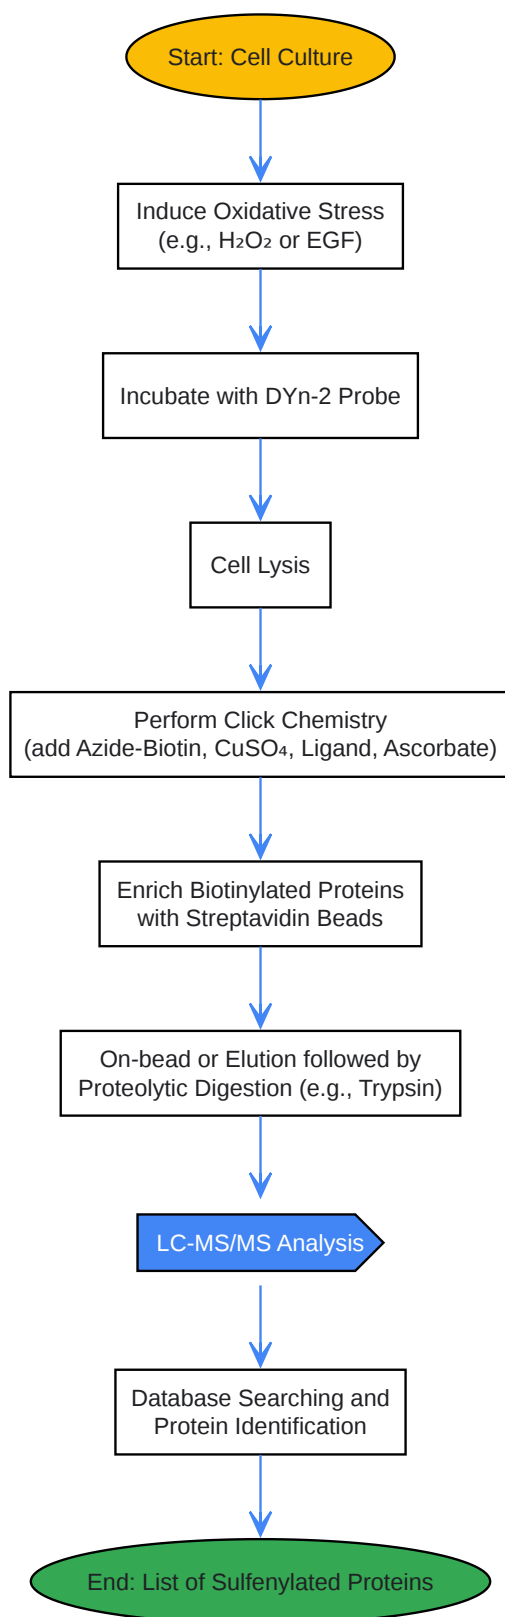 Start: Cell Culture
Induce Oxidative Stress
(e.g., H₂O₂ or EGF)
Incubate with DYn-2 Probe
Cell Lysis
Perform Click Chemistry
(add Azide-Biotin, CuSO₄, Ligand, Ascorbate)
Enrich Biotinylated Proteins
with Streptavidin Beads
On-bead or Elution followed by
Proteolytic Digestion (e.g., Trypsin)
LC-MS/MS Analysis
Database Searching and
Protein Identification
End: List of Sulfenylated Proteins